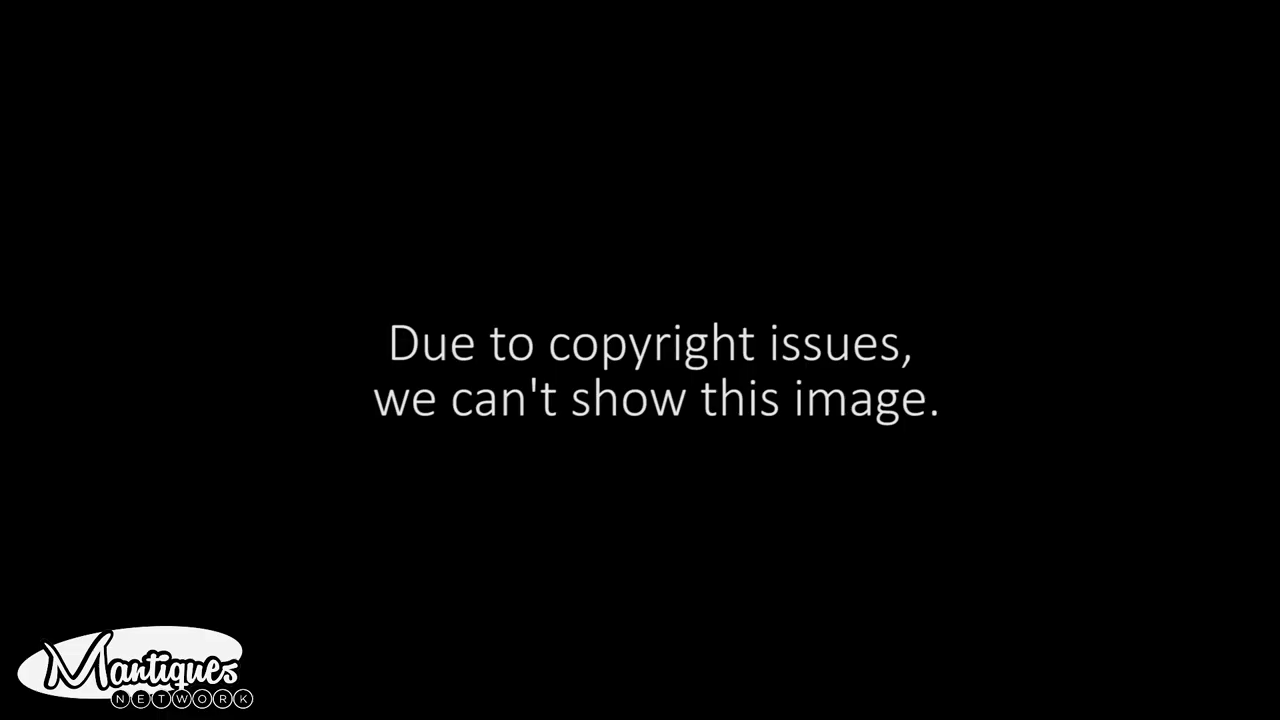 Due to copyright issues,
we can't show this image.
Mantiques
NETWORK